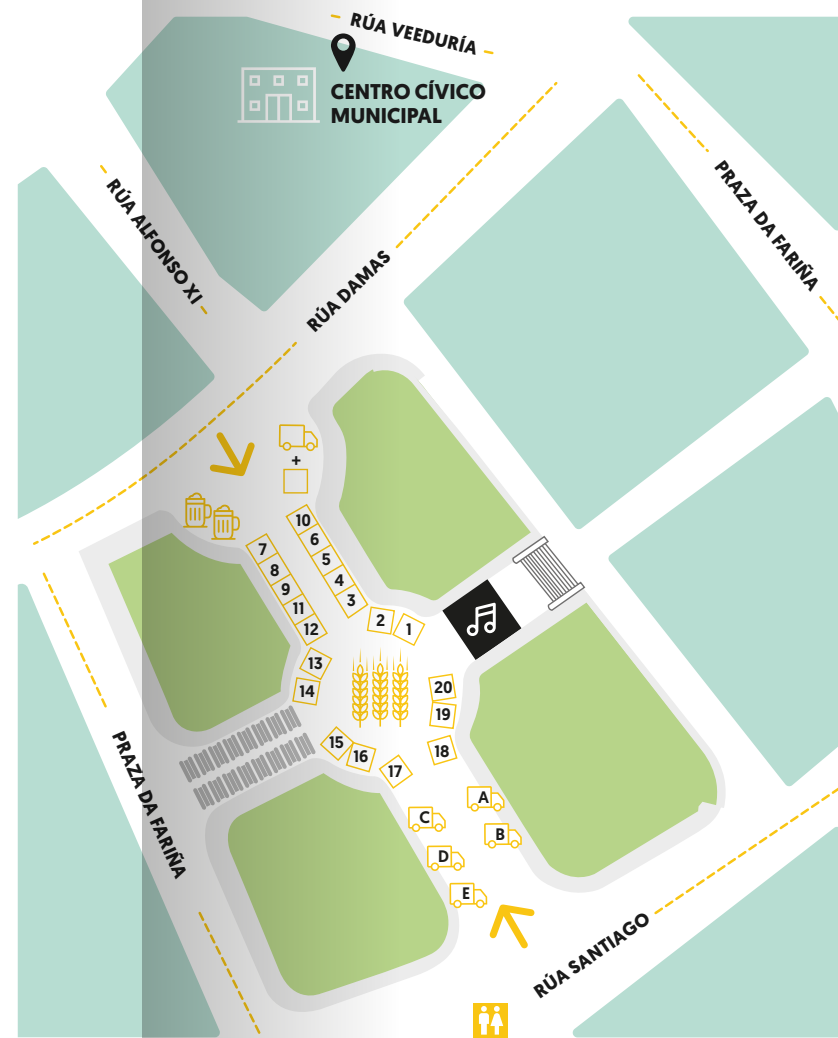 RÚA VEEDURÍA
CENTRO CÍVICO
MUNICIPAL
PRAZA DA FARIÑA
RÚA ALFONSO XI
RÚA DAMAS
+
10
6
5
4
3
7
8
9
11
12
2
1
13
14
20
19
18
15
16
17
A
B
C
D
E
PRAZA DA FARIÑA
RÚA SANTIAGO